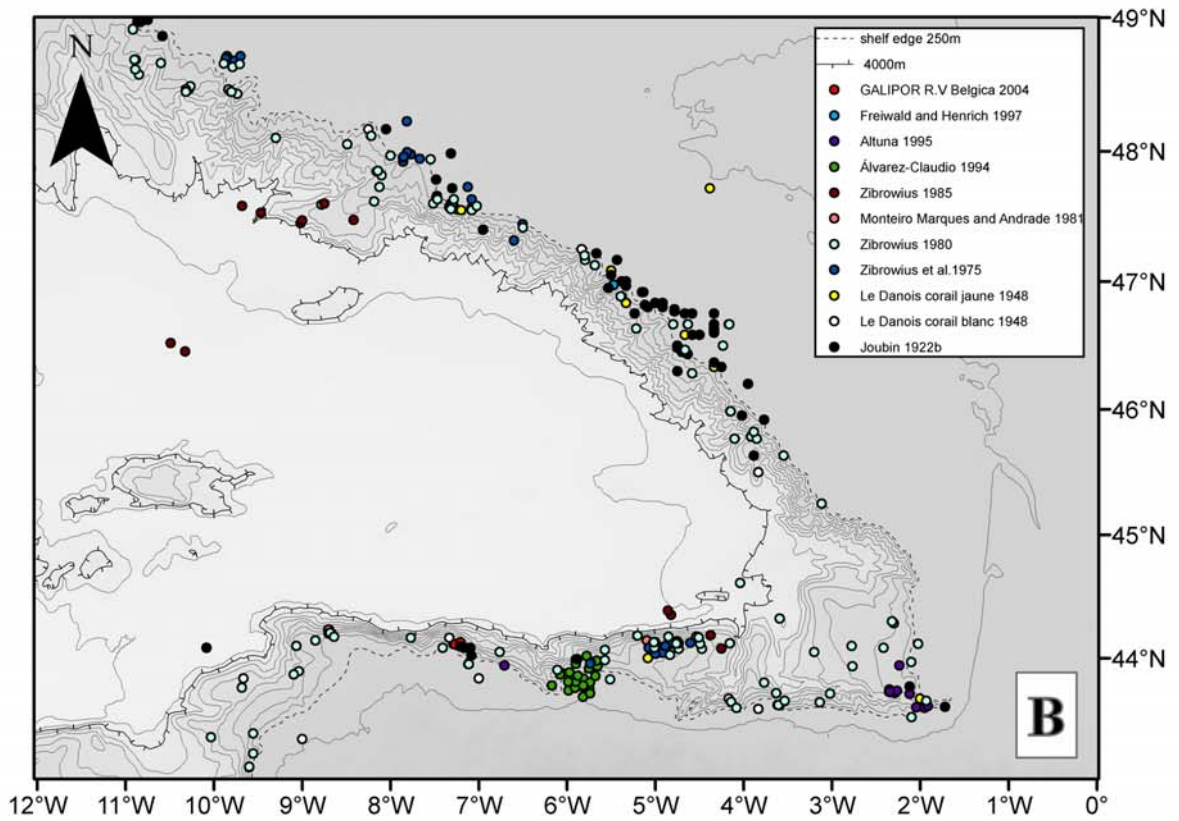 49°N
N
shelf edge 250m
4000m
GALIPOR R.V Belgica 2004
Freiwald and Henrich 1997
Altuna 1995
Álvarez-Claudio 1994
Zibrowius 1985
Monteiro Marques and Andrade 1981
Zibrowius 1980
Zibrowius et al.1975
Le Danois corail jaune 1948
Le Danois corail blanc 1948
Joubin 1922b
48°N
47°N
46°N
45°N
44°N
B
12°W 11°W 10°W 9°W 8°W 7°W 6°W 5°W 4°W 3°W 2°W 1°W 0°